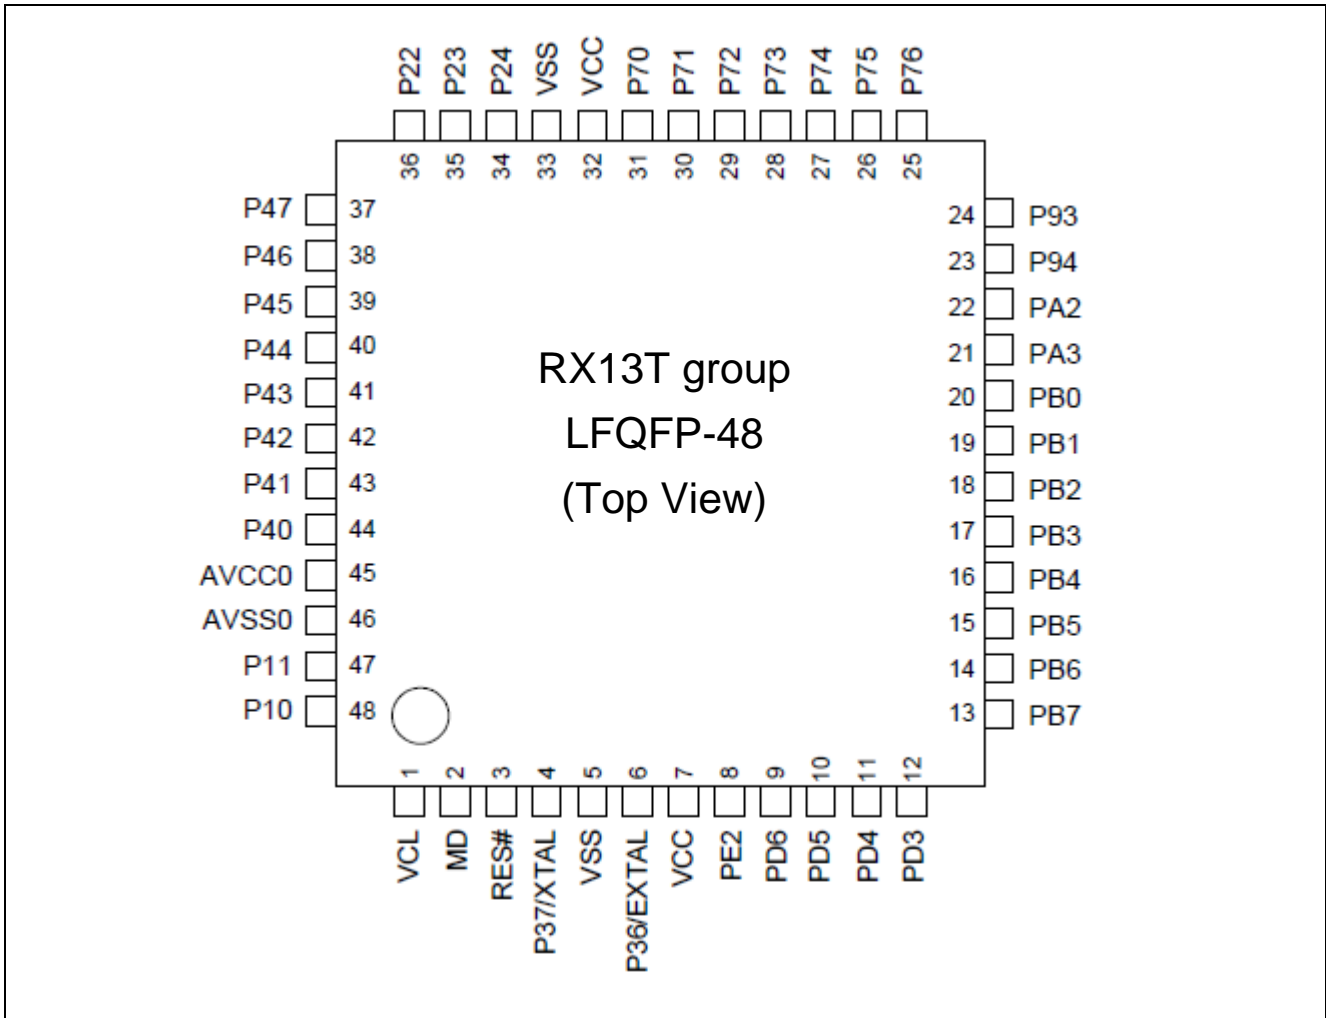 P22 P23 P24 VSS VCC P70 P71 P72 P73 P74 P75 P76
36 35 34 33 32 31 30 29 28 27 26 25
P47 37
P46 38
P45 39
P44 40
P43 41
P42 42
P41 43
P40 44
AVCC0 45
AVSS0 46
P11 47
P10 48
RX13T group
LFQFP-48
(Top View)
24 P93
23 P94
22 PA2
21 PA3
20 PB0
19 PB1
18 PB2
17 PB3
16 PB4
15 PB5
14 PB6
13 PB7
1 2 3 4 5 6 7 8 9 10 11 12
VCL MD RES# P37/XTAL VSS P36/EXTAL VCC PE2 PD6 PD5 PD4 PD3